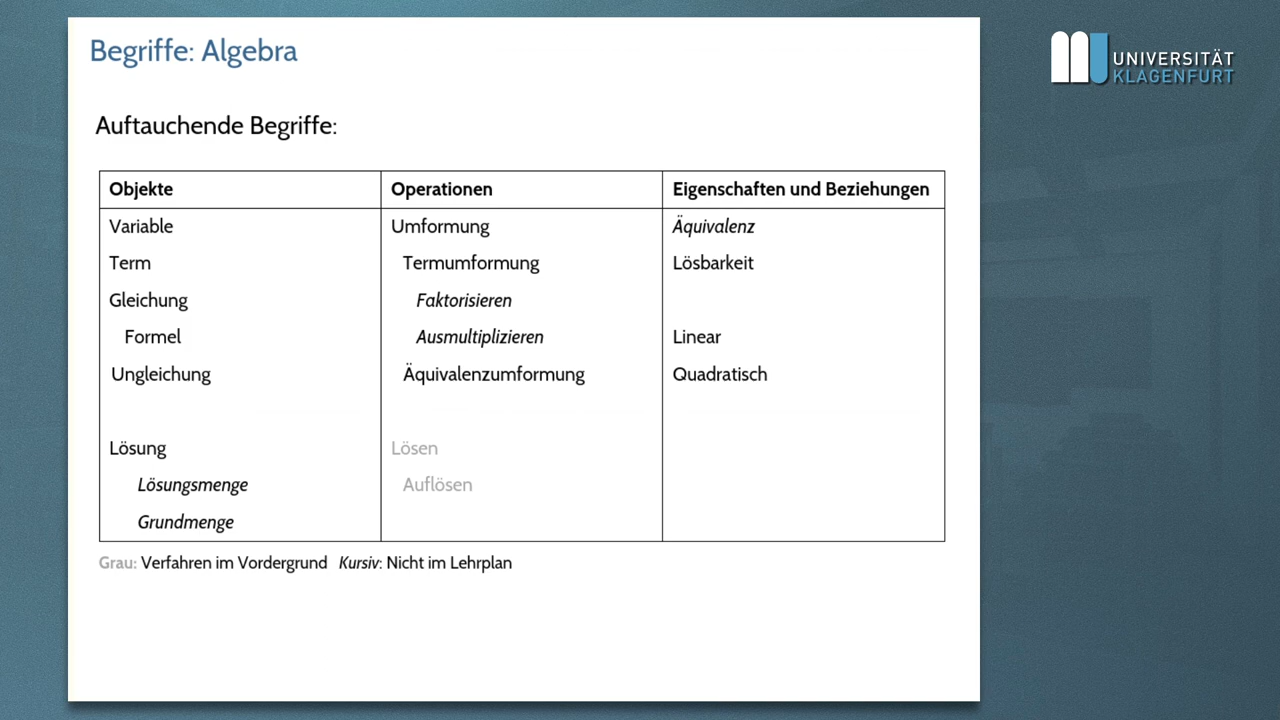 Begriffe: Algebra
UNIVERSITÄT
KLAGENFURT
Auftauchende Begriffe:
Objekte Operationen Eigenschaften und Beziehungen
Variable Umformung Äquivalenz
Term Termumformung Lösbarkeit
Gleichung Faktorisieren
Formel Ausmultiplizieren Linear
Ungleichung Äquivalenzumformung Quadratisch
Lösung Lösen
Lösungsmenge Auflösen
Grundmenge
Grau: Verfahren im Vordergrund Kursiv: Nicht im Lehrplan